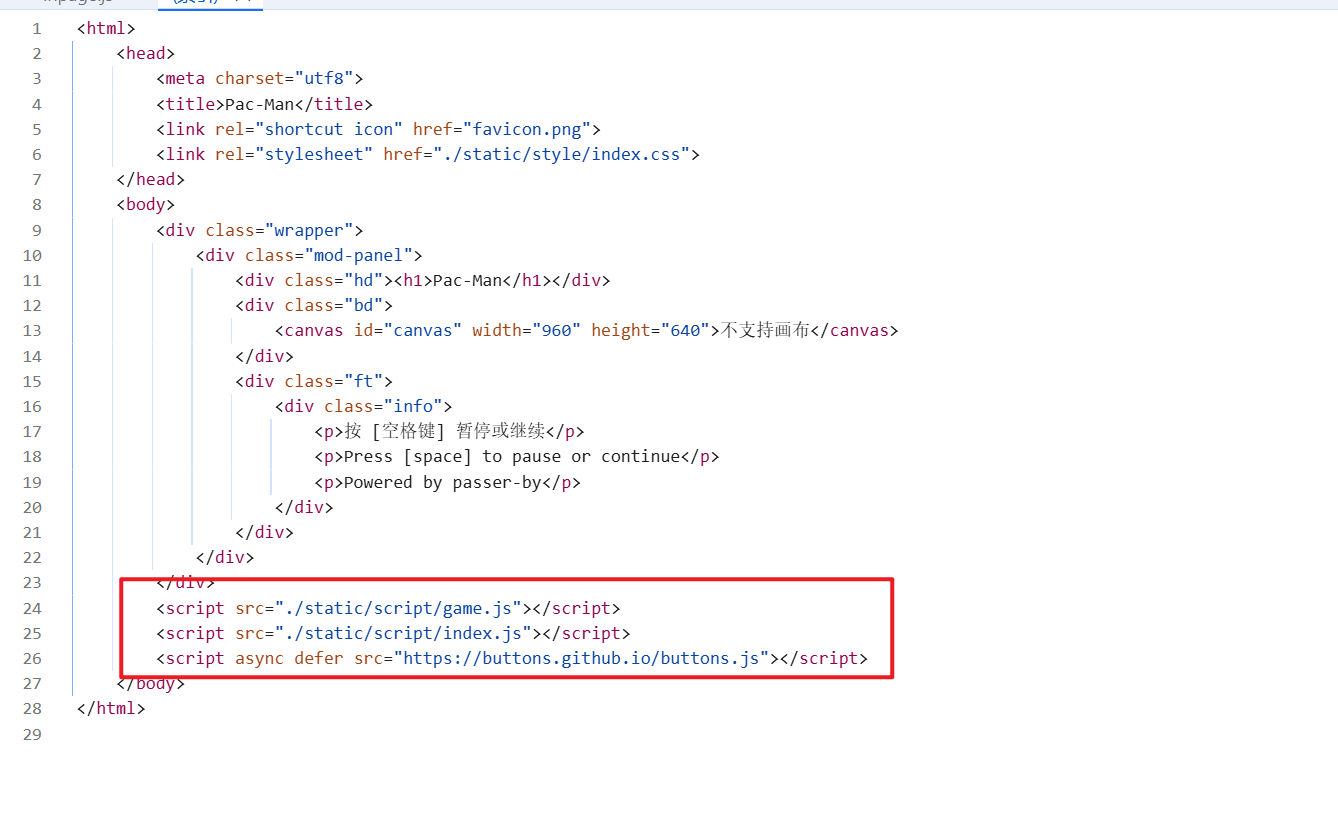 1 <html>
2 <head>
3 <meta charset="utf8">
4 <title>Pac-Man</title>
5 <link rel="shortcut icon" href="favicon.png">
6 <link rel="stylesheet" href="./static/style/index.css">
7 </head>
8 <body>
9 <div class="wrapper">
10 <div class="mod-panel">
11 <div class="hd"><h1>Pac-Man</h1></div>
12 <div class="bd">
13 <canvas id="canvas" width="960" height="640">不支持画布</canvas>
14 </div>
15 <div class="ft">
16 <div class="info">
17 <p>按 [空格键] 暂停或继续</p>
18 <p>Press [space] to pause or continue</p>
19 <p>Powered by passer-by</p>
20 </div>
21 </div>
22 </div>
23 </div>
24 <script src="./static/script/game.js"></script>
25 <script src="./static/script/index.js"></script>
26 <script async defer src="https://buttons.github.io/buttons.js"></script>
27 </body>
28 </html>
29